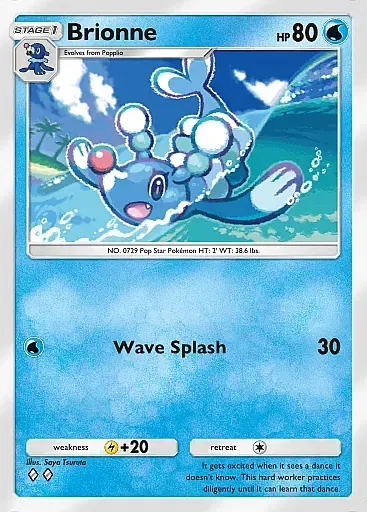 STAGE 1
Brionne
HP 80
Evolves from Popplio
NO. 0729 Pop Star Pokémon HT: 2' WT: 38.6 lbs.
Wave Splash 30
weakness +20
retreat
Illus. Saya Tsuruta
It gets excited when it sees a dance it
doesn't know. This hard worker practices
diligently until it can learn that dance.